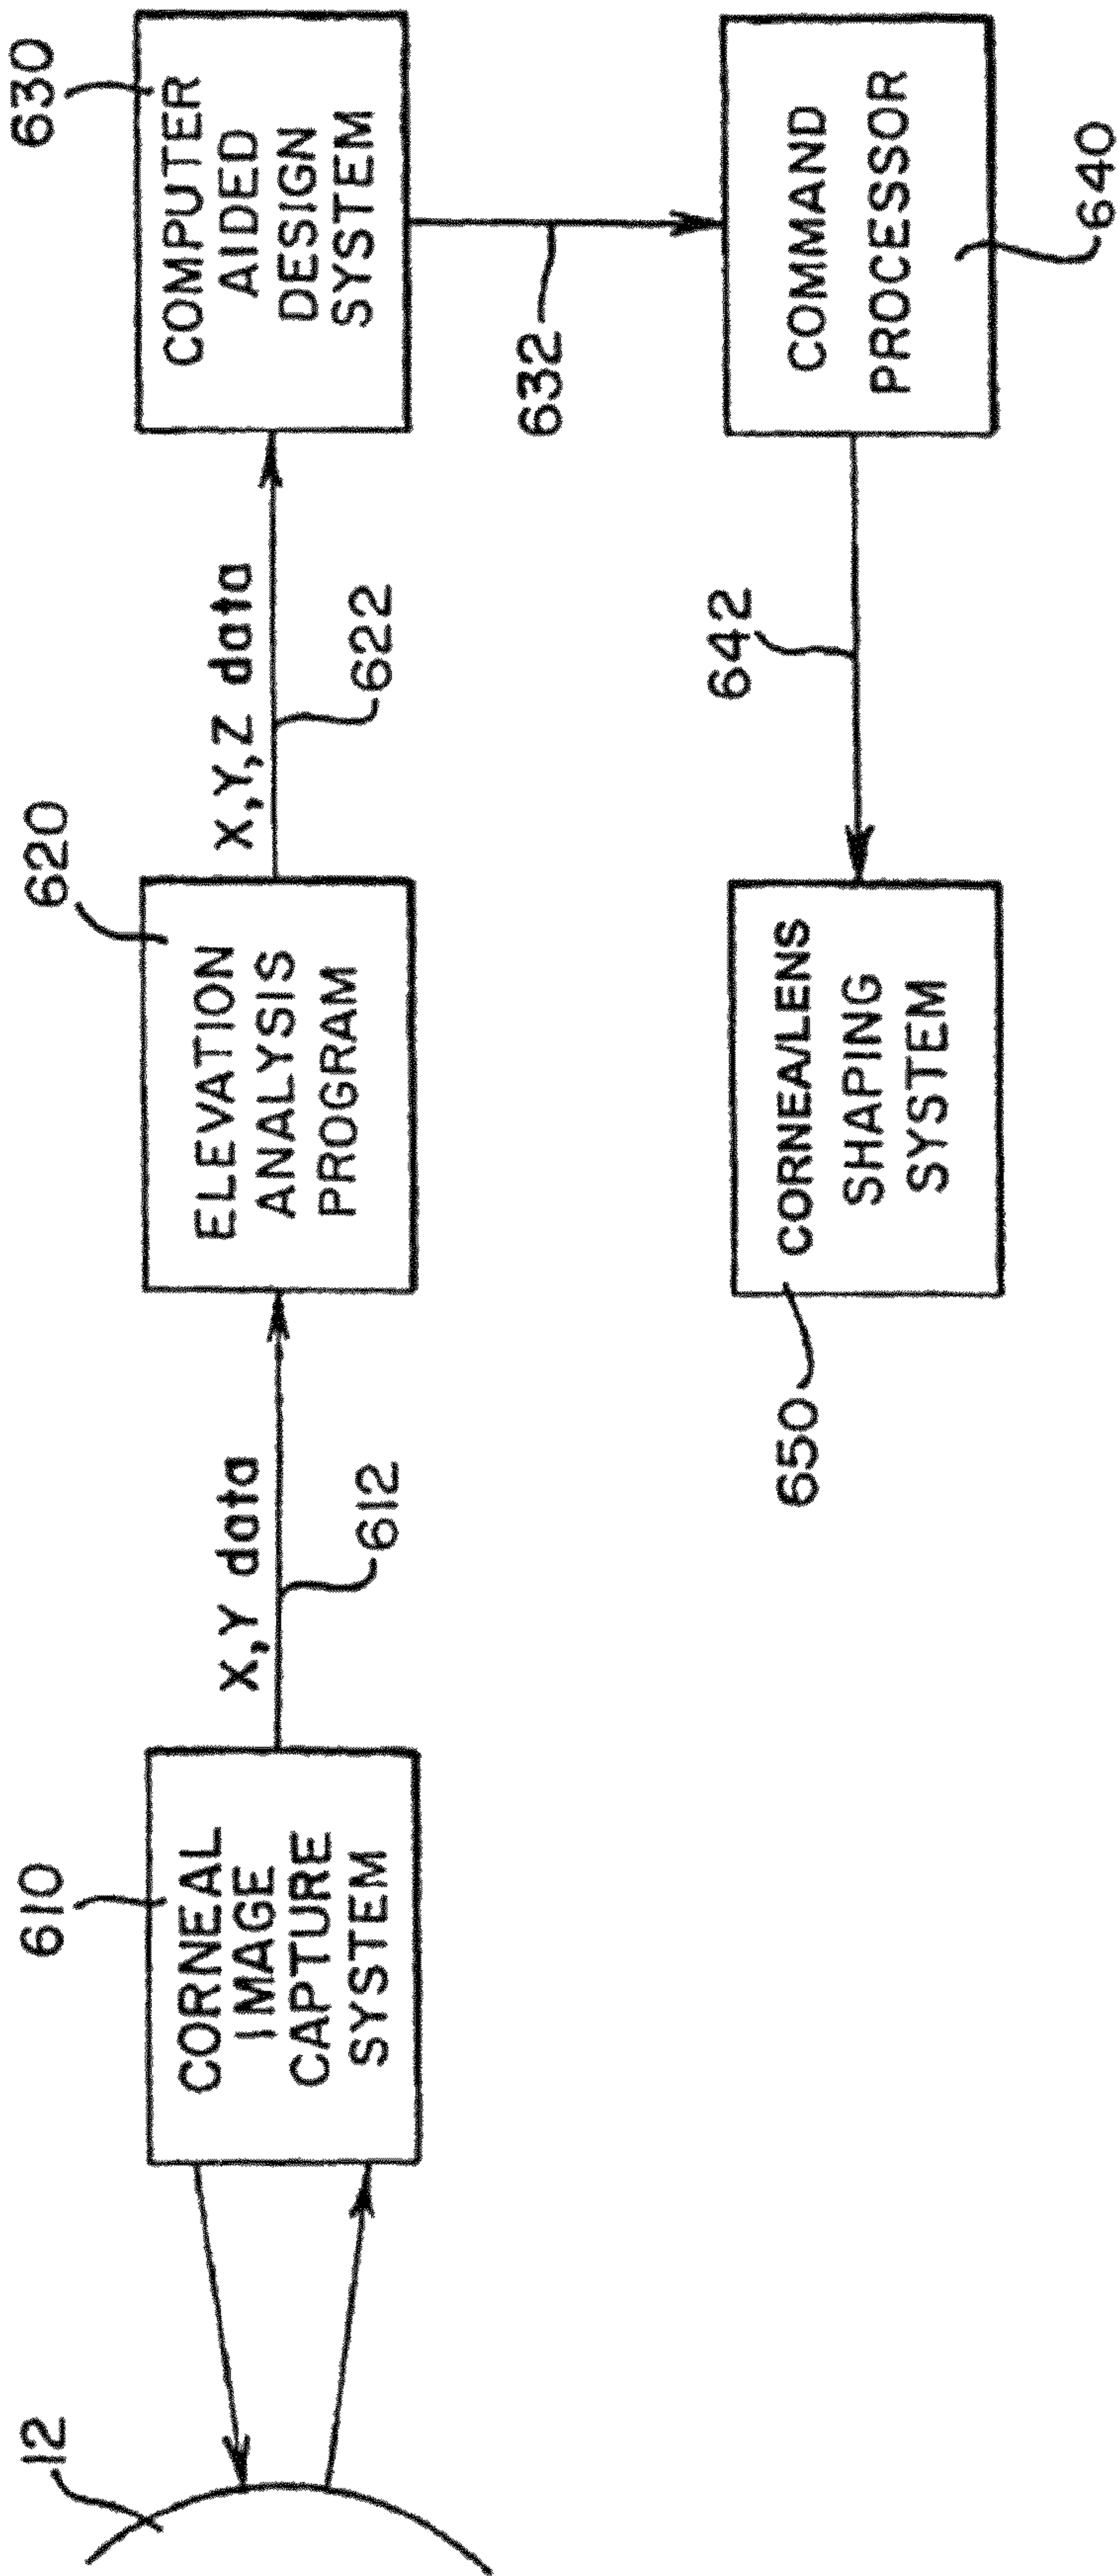 12
610
CORNEAL
IMAGE
CAPTURE
SYSTEM
X,Y data
612
620
ELEVATION
ANALYSIS
PROGRAM
X,Y,Z data
622
630
COMPUTER
AIDED
DESIGN
SYSTEM
632
650
CORNEA/LENS
SHAPING
SYSTEM
642
COMMAND
PROCESSOR
640